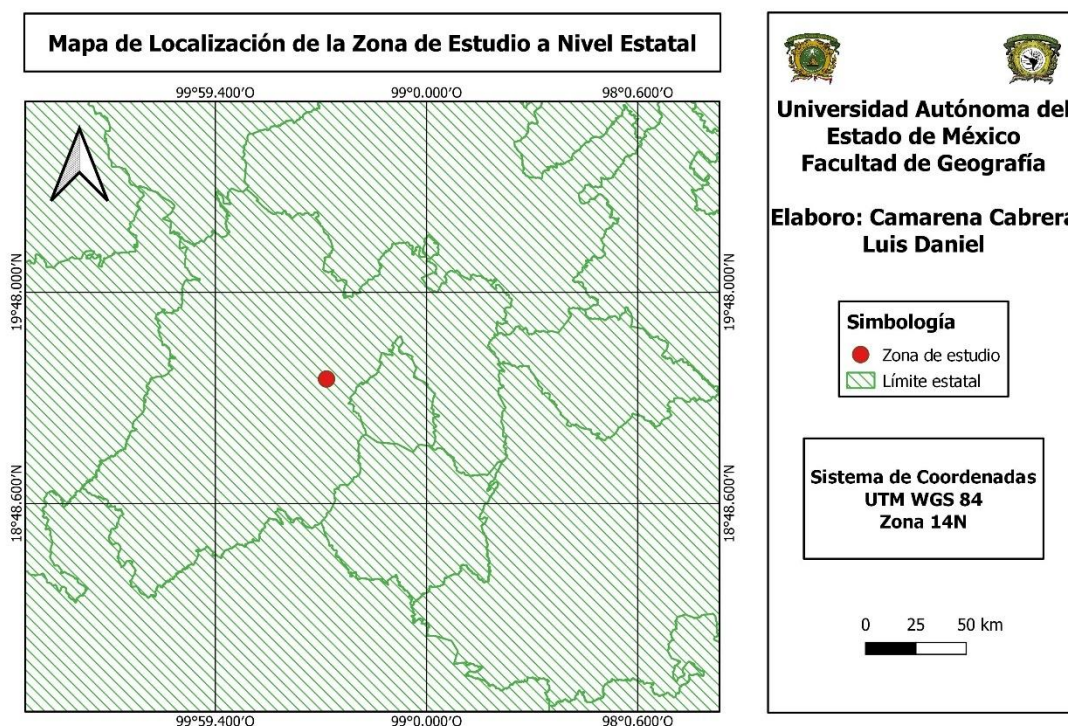 Mapa de Localización de la Zona de Estudio a Nivel Estatal
99°59.400'O 99°0.000'O 98°0.600'O
19°48.000'N
18°48.600'N
19°48.000'N
18°48.600'N
99°59.400'O 99°0.000'O 98°0.600'O
Universidad Autónoma del
Estado de México
Facultad de Geografía
Elaboro: Camarena Cabrera
Luis Daniel
Simbología
Zona de estudio
Límite estatal
Sistema de Coordenadas
UTM WGS 84
Zona 14N
0 25 50 km